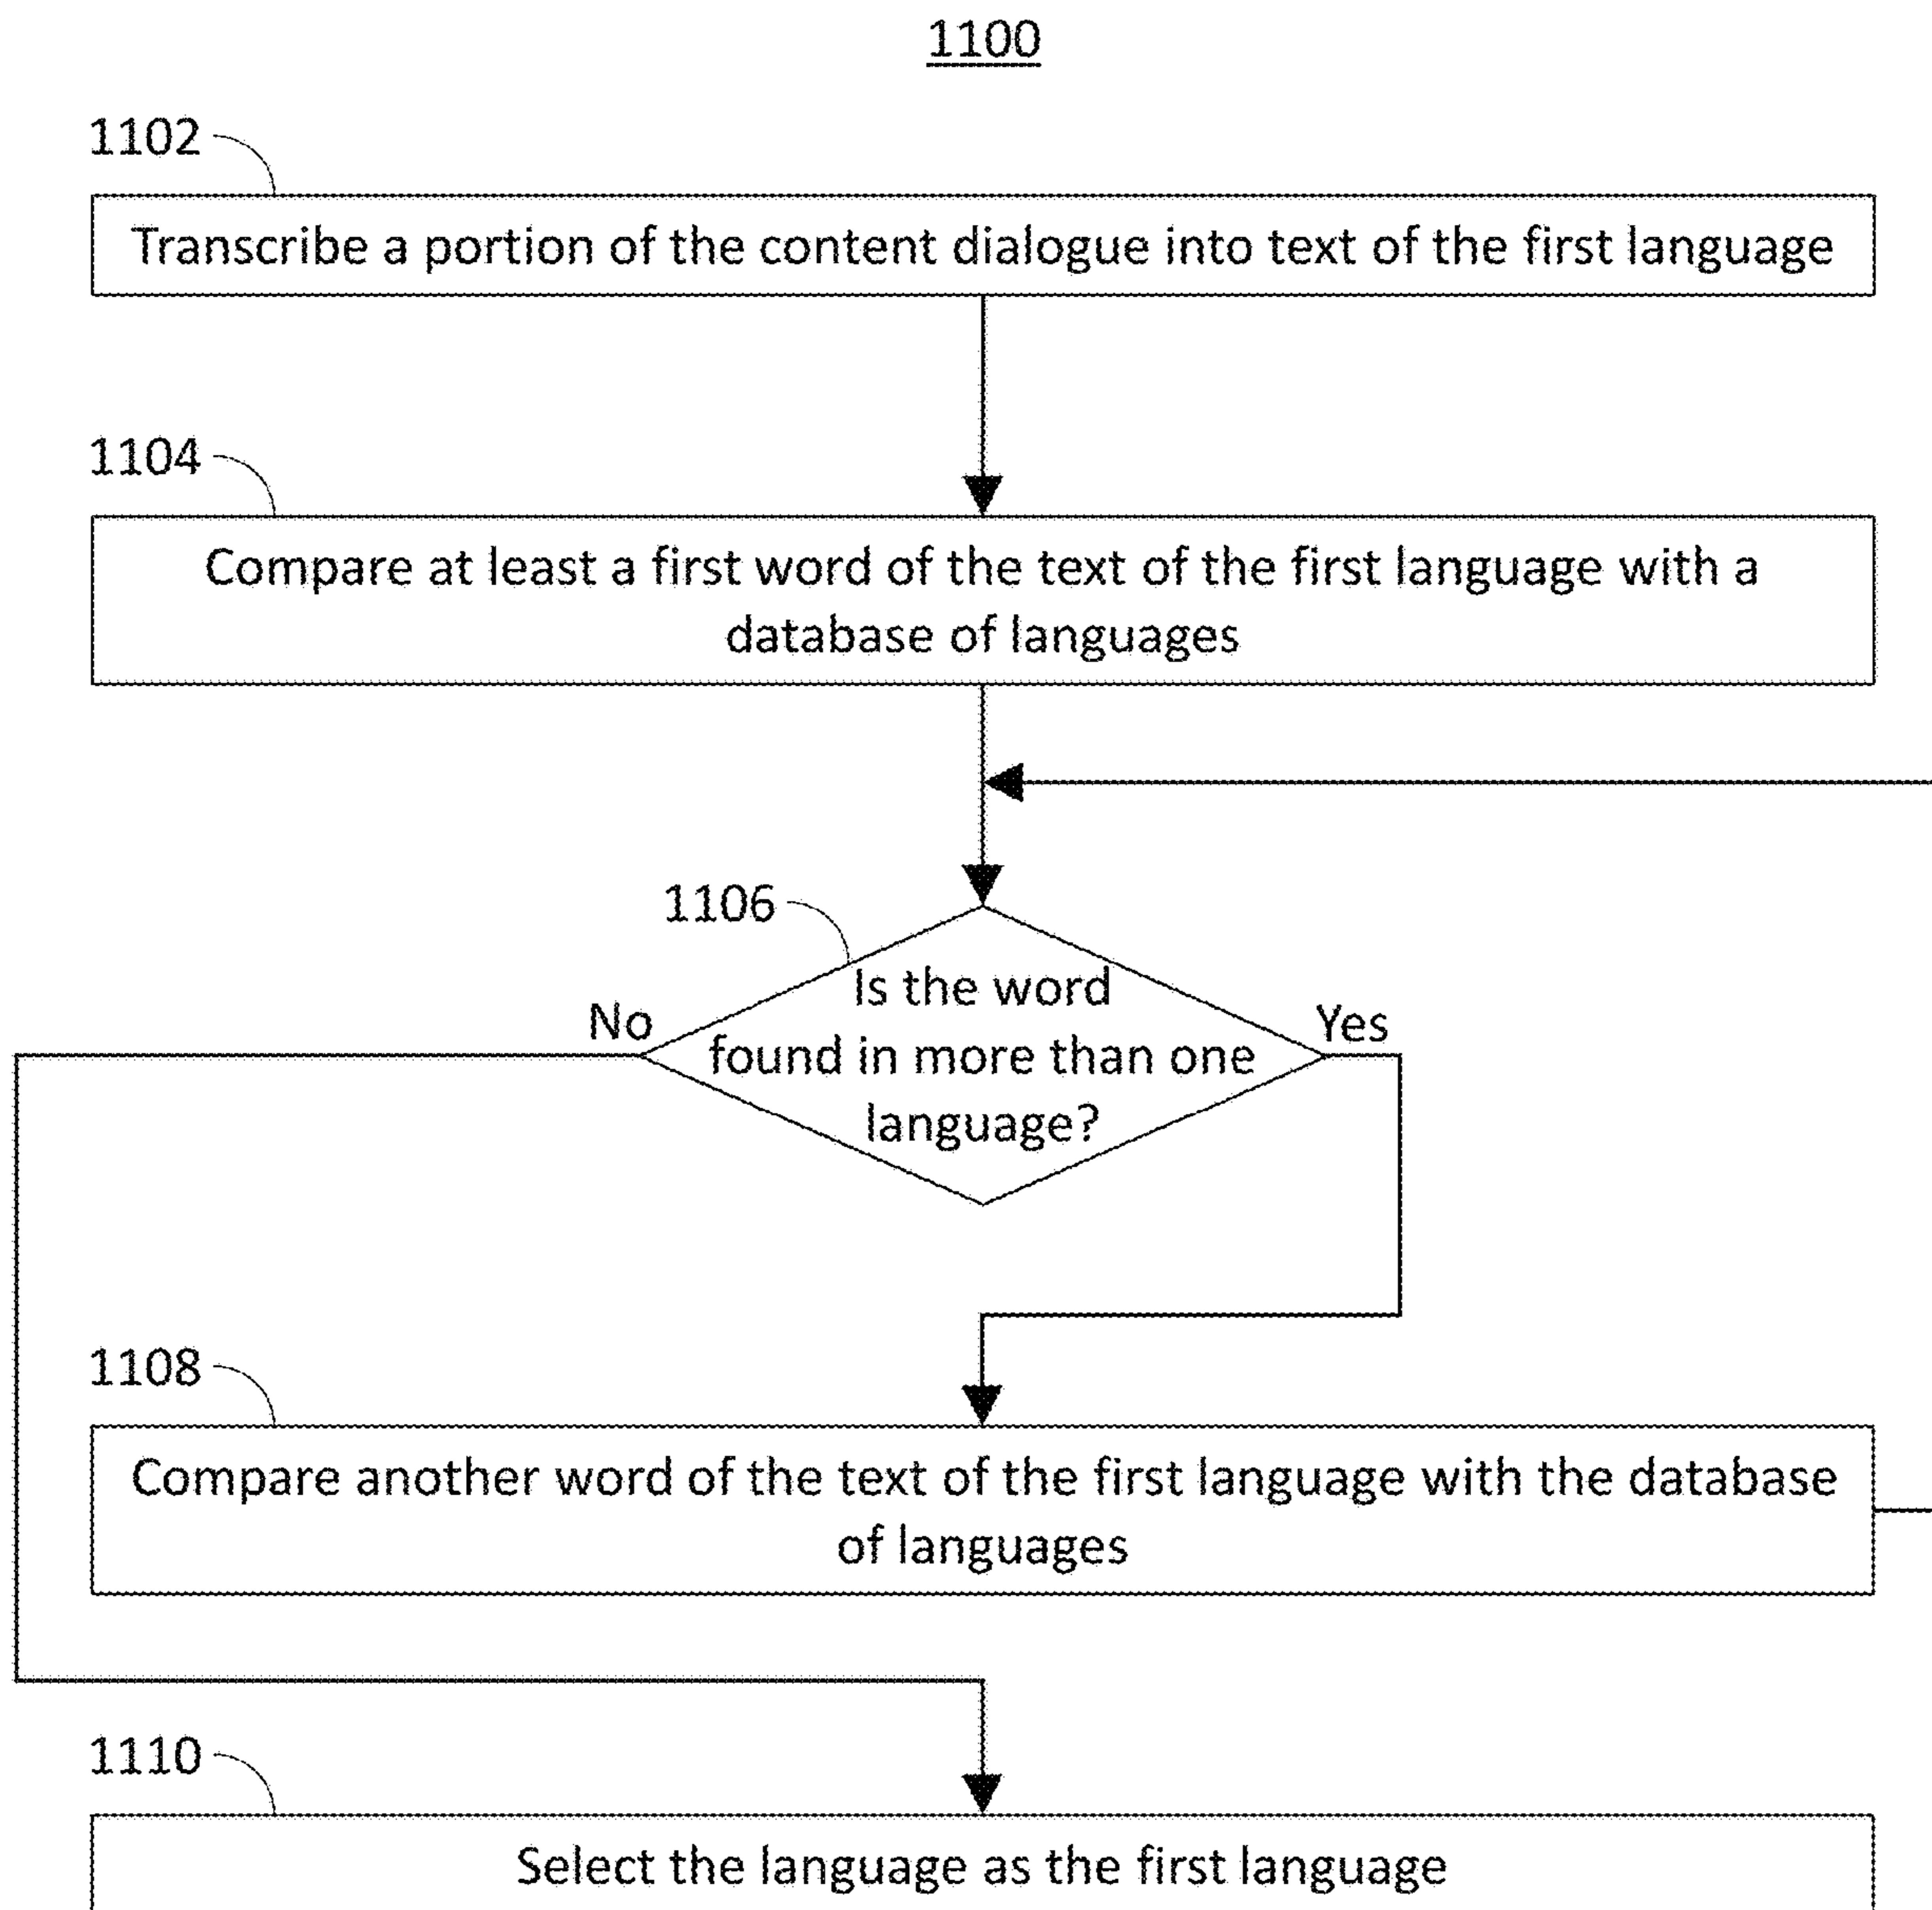 1100
1102
Transcribe a portion of the content dialogue into text of the first language
1104
Compare at least a first word of the text of the first language with a
database of languages
1106
Is the word
No
Yes
found in more than one
language?
1108
Compare another word of the text of the first language with the database
of languages
1110
Select the language as the first language